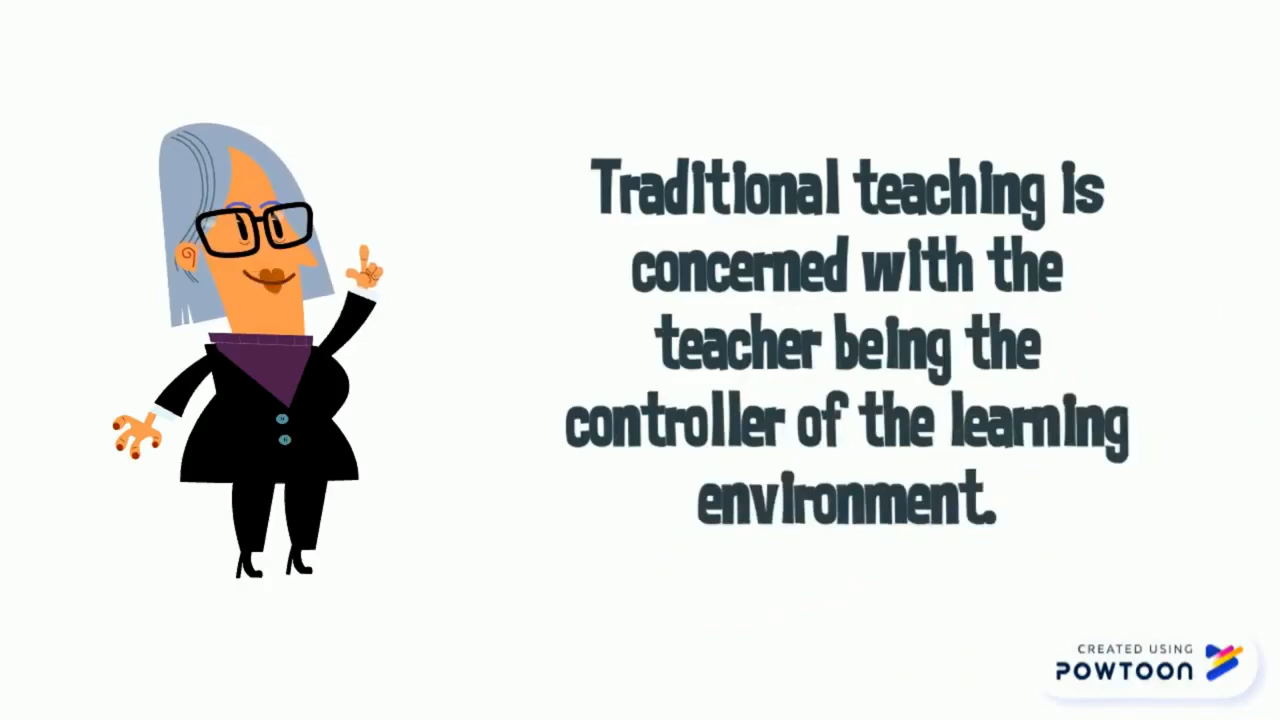 Traditional teaching is
concerned with the
teacher being the
controller of the learning
environment.
CREATED USING
POWTOON